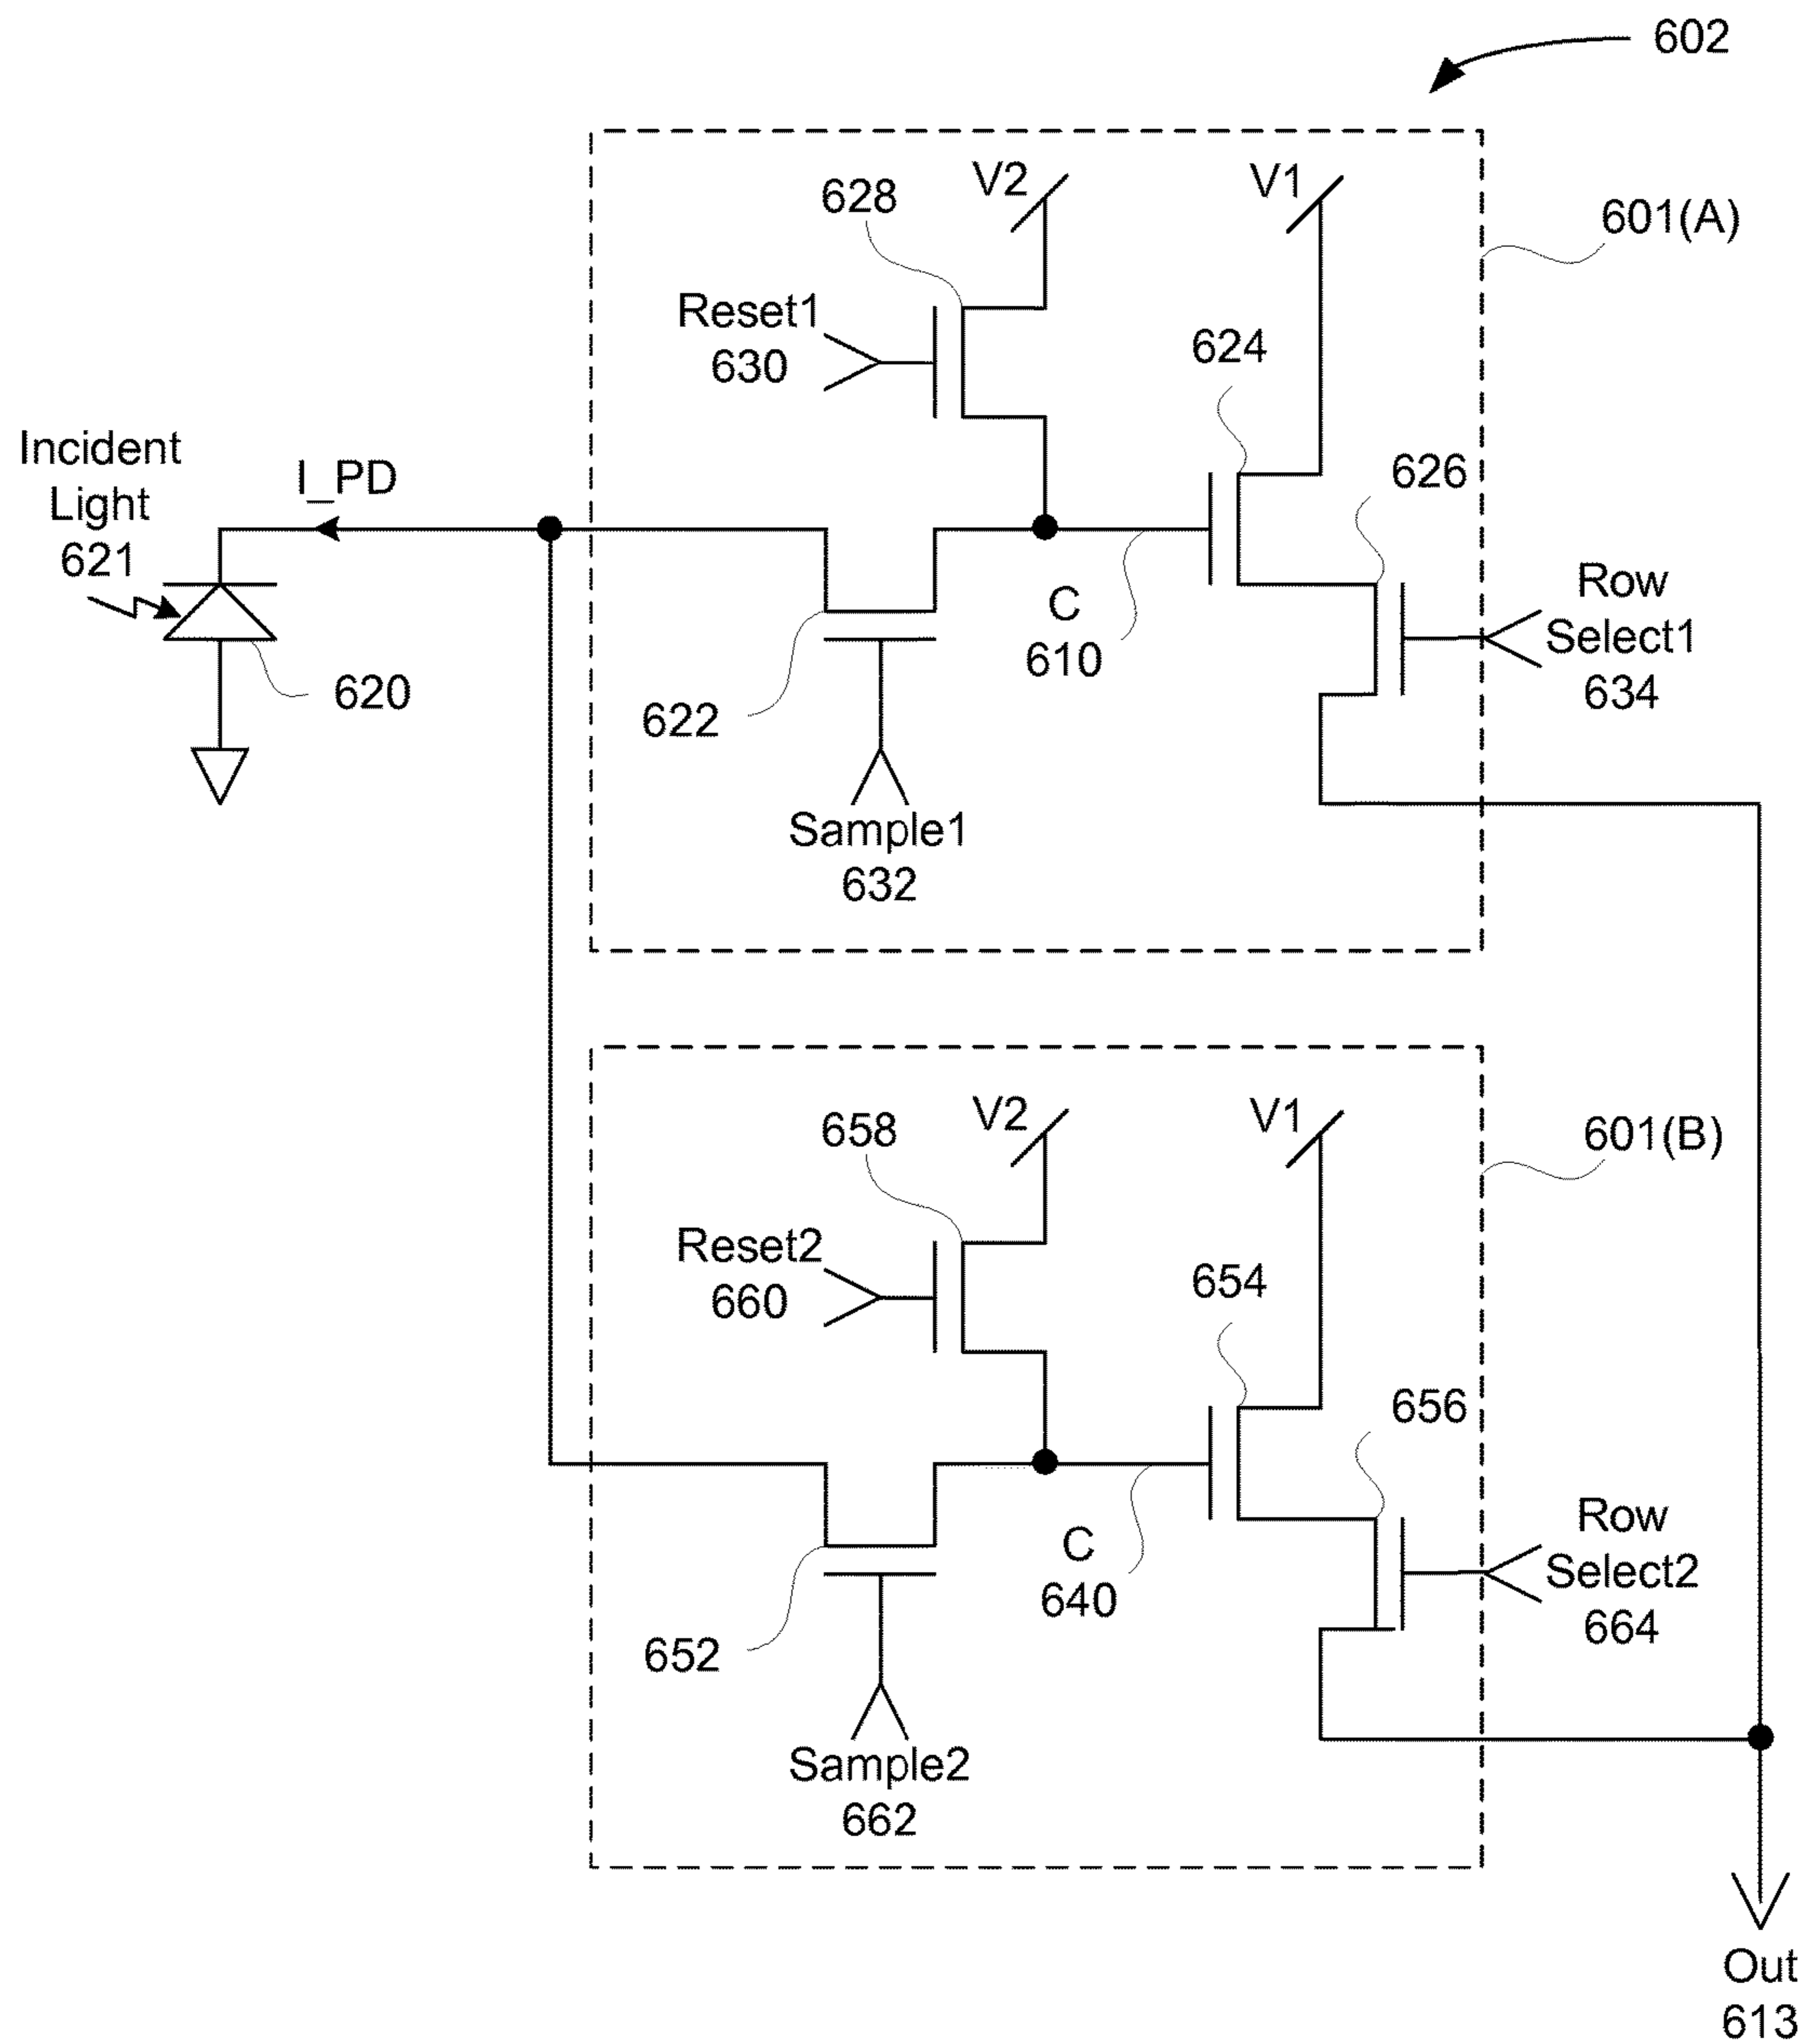 602
V2
V1
628
601(A)
Reset1
630
624
Incident
Light
621
I_PD
626
C
610
Row
Select1
634
620
622
Sample1
632
V2
V1
658
601(B)
Reset2
660
654
656
C
640
Row
Select2
664
652
Sample2
662
Out
613